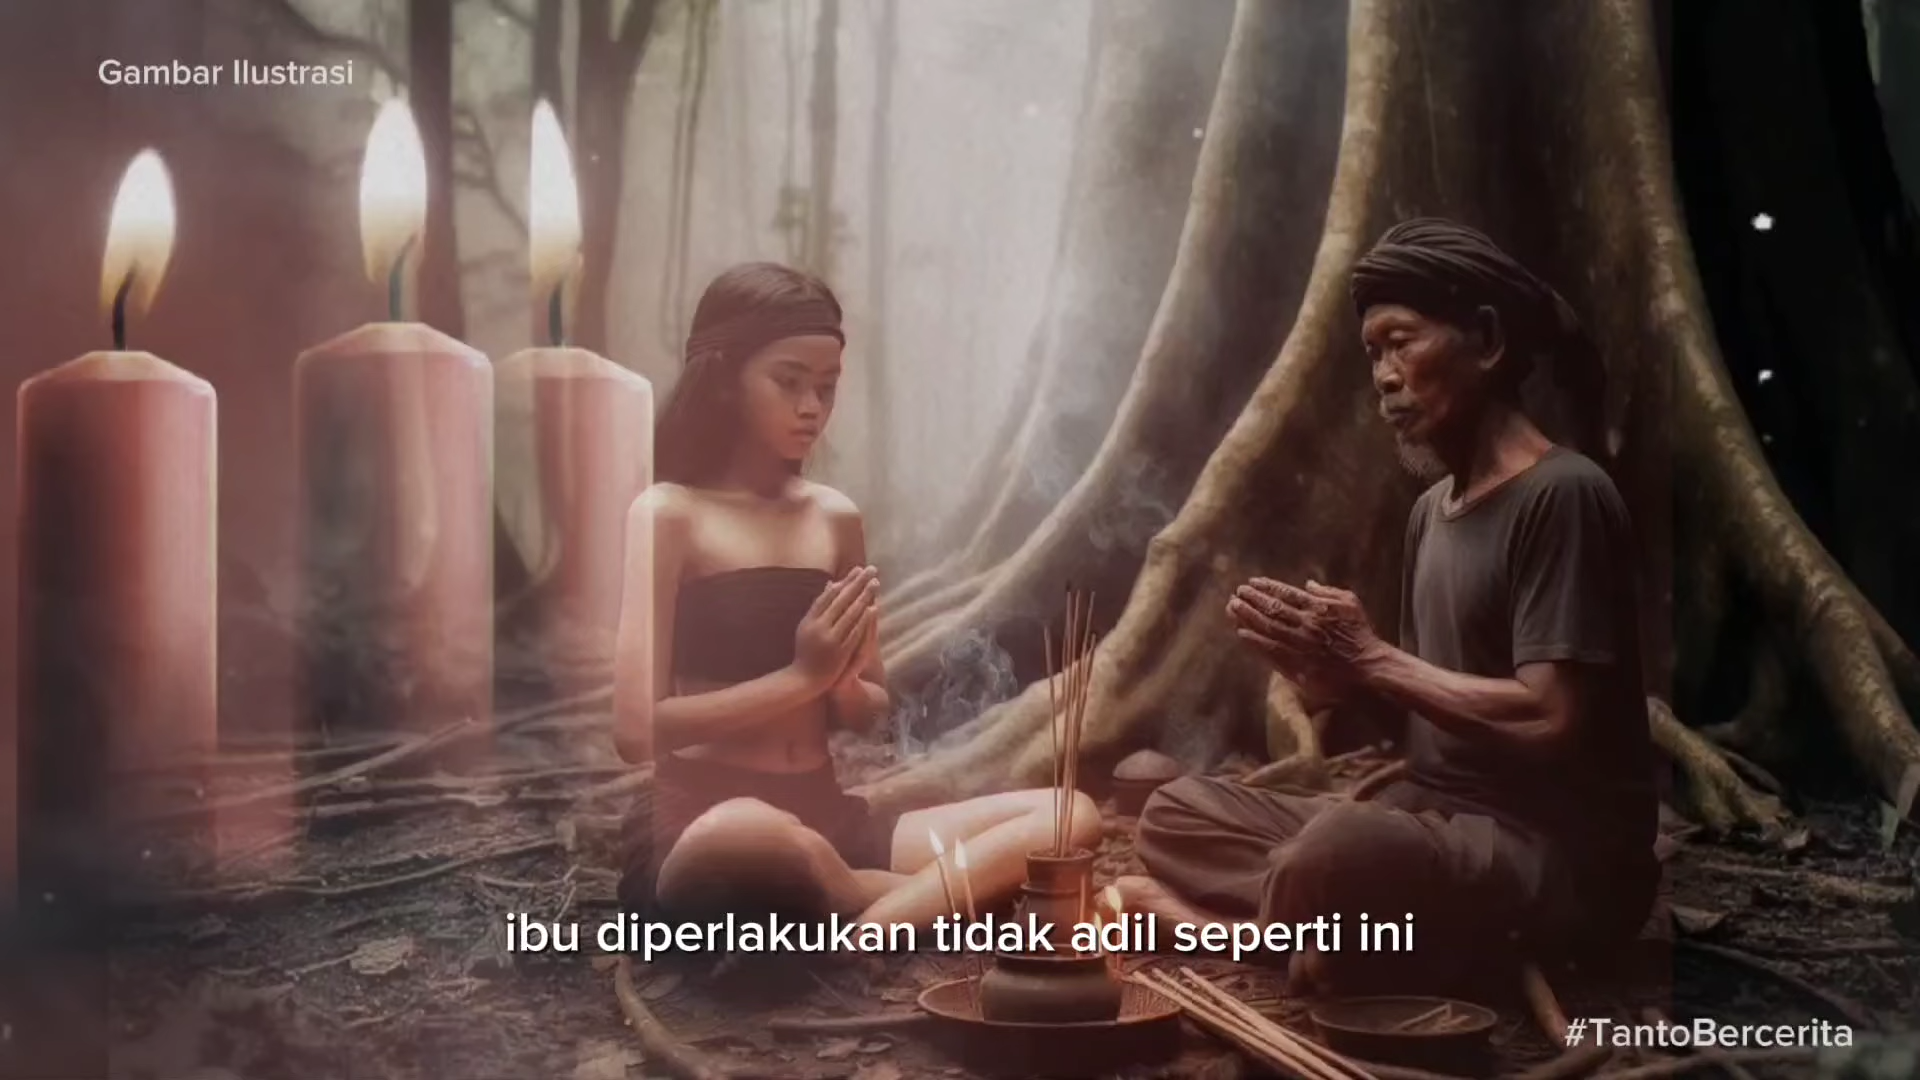 Gambar Ilustrasi
ibu diperlakukan tidak adil seperti ini
#TantoBercerita